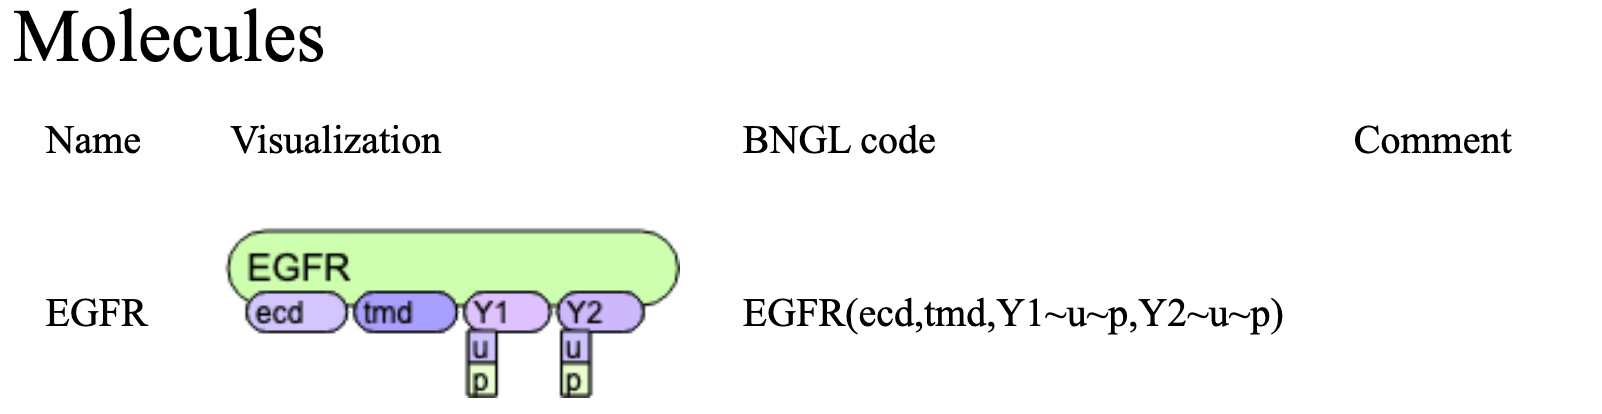 Molecules
Name Visualization BNGL code Comment
EGFR
ecd tmd Y1 Y2
EGFR EGFR(ecd,tmd,Y1~u~p,Y2~u~p)
u u
p p